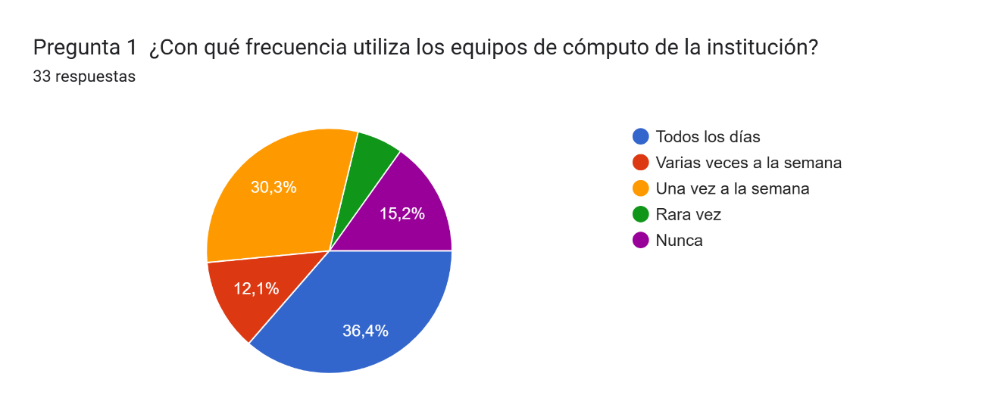 Pregunta 1  ¿Con qué frecuencia utiliza los equipos de cómputo de la institución?
33 respuestas
30,3%
15,2%
12,1%
36,4%
Todos los días
Varias veces a la semana
Una vez a la semana
Rara vez
Nunca